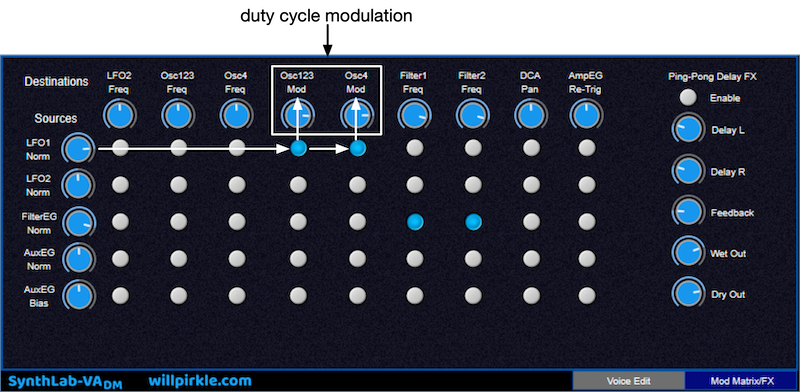 duty cycle modulation
Destinations
LFO2
Freq
Osc123
Freq
Osc4
Freq
Osc123
Mod
Osc4
Mod
Filter1
Freq
Filter2
Freq
DCA
Pan
AmpEG
Re-Trig
Ping-Pong Delay FX
Enable
Sources
LFO1
Norm
Delay L
LFO2
Norm
Delay R
FilterEG
Norm
Feedback
AuxEG
Norm
Wet Out
AuxEG
Bias
Dry Out
SynthLab-VADM
willpirkle.com
Voice Edit
Mod Matrix/FX